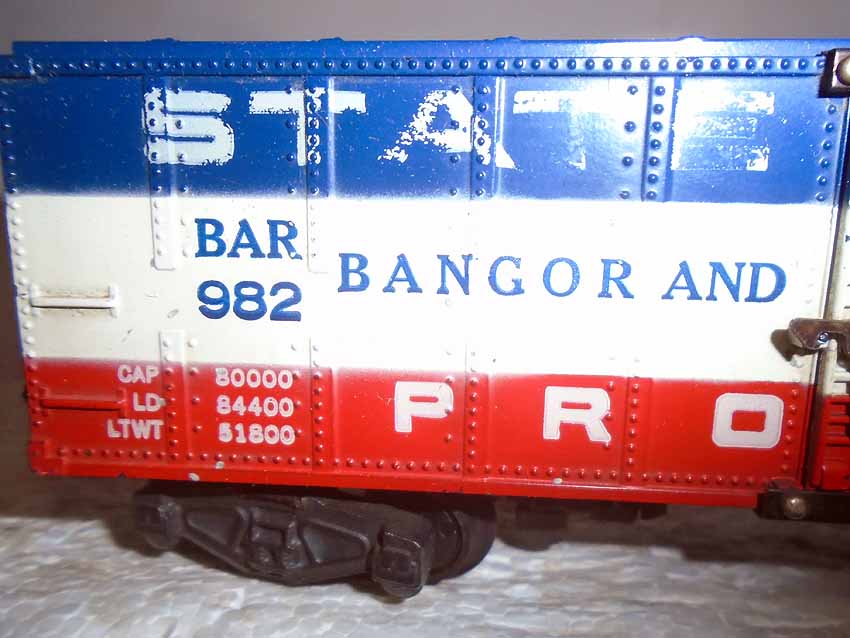 STATE
BAR
982
BANGOR AND
CAP 80000
LD 84400
LTWT 51800
PRO